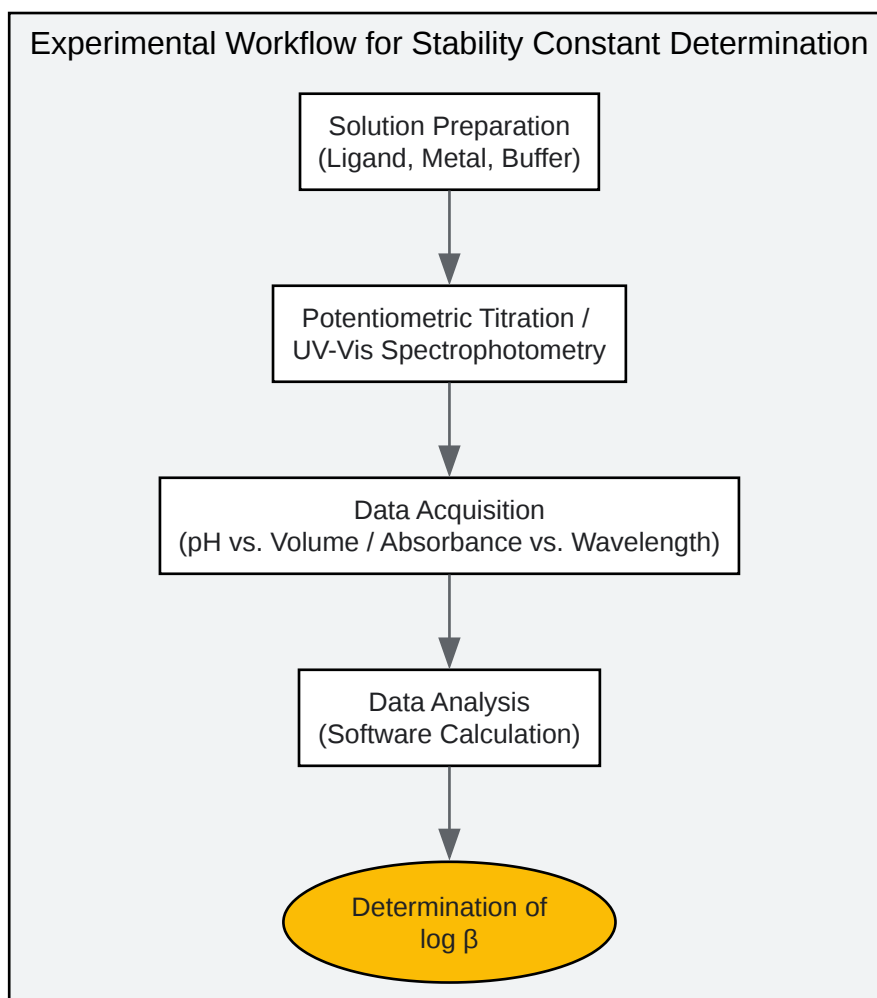 Experimental Workflow for Stability Constant Determination
Solution Preparation
(Ligand, Metal, Buffer)
Potentiometric Titration /
UV-Vis Spectrophotometry
Data Acquisition
(pH vs. Volume / Absorbance vs. Wavelength)
Data Analysis
(Software Calculation)
Determination of
log β